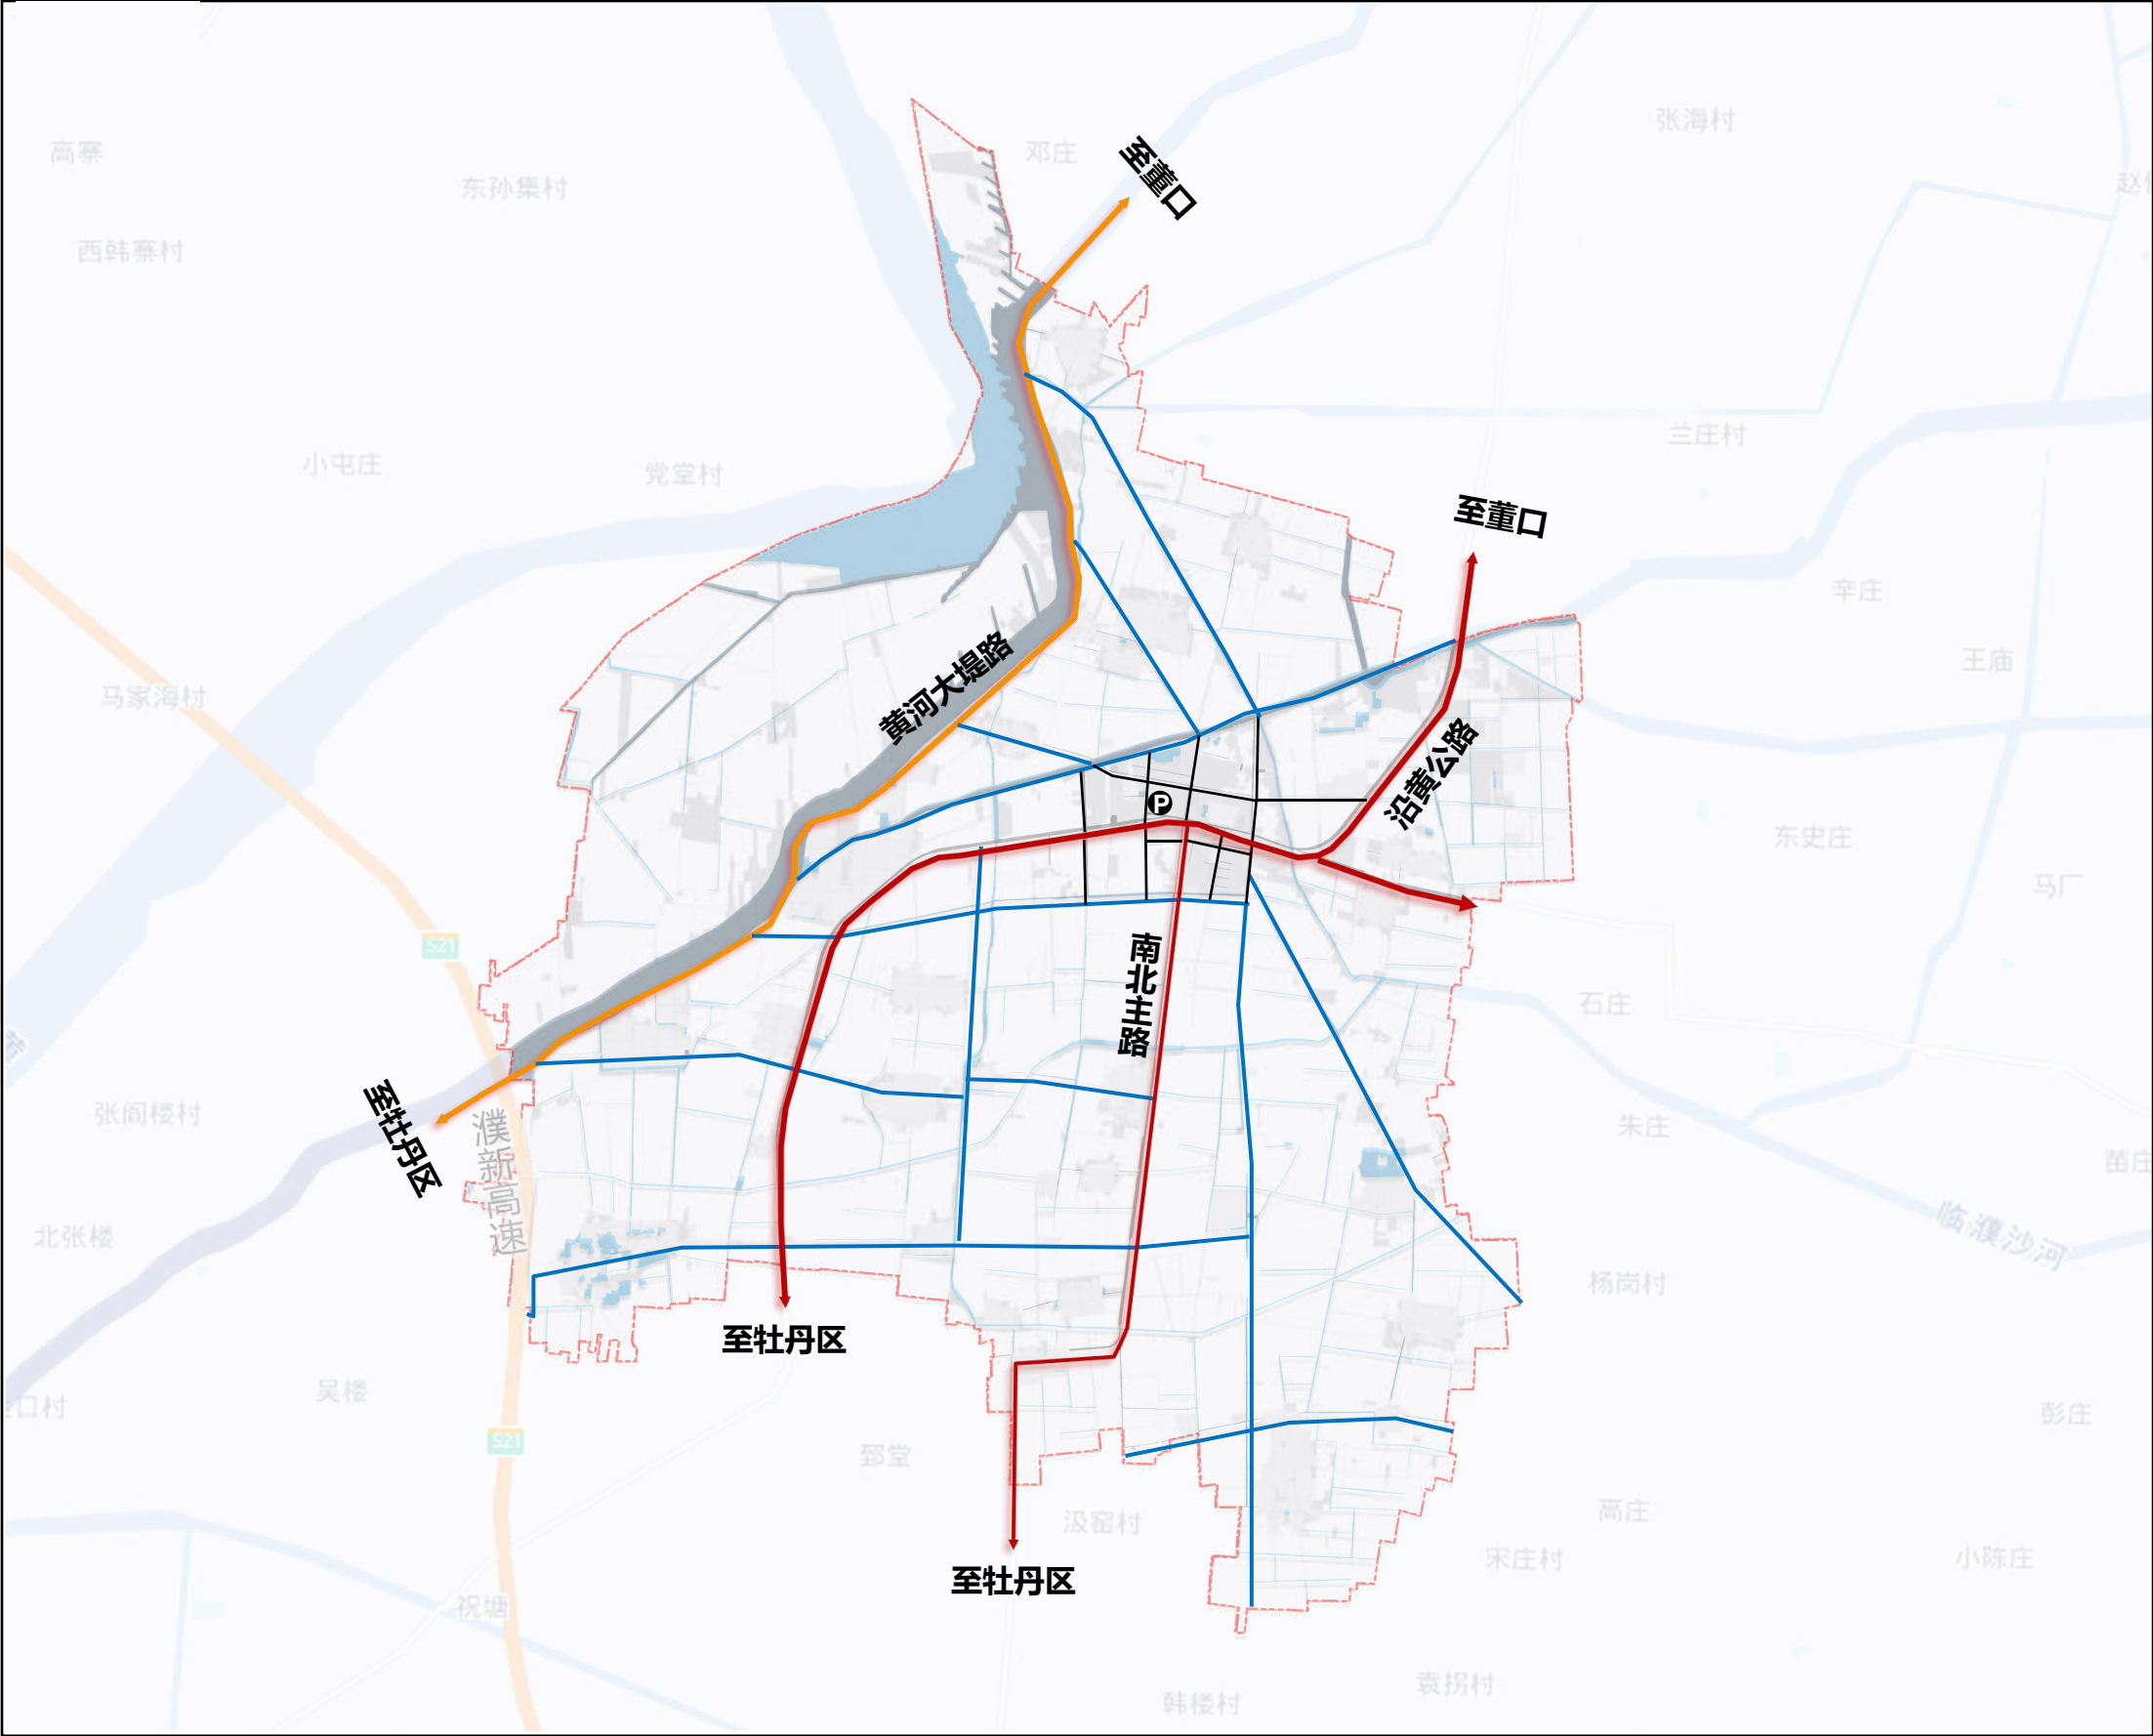 张海村
高寨
邓庄
至董口
东孙集村
西韩寨村
兰庄村
小屯庄
党堂村
至董口
辛庄
王庙
马家海村
黄河大堤路
沿黄公路
P
东史庄
马厂
S21
南北主路
石庄
张阎楼村
濮新高速
至牡丹区
朱庄
北张楼
临濮沙河
杨岗村
至牡丹区
吴楼
口村
彭庄
S21
郅堂
汲窑村
高庄
宋庄村
小陈庄
至牡丹区
祝塘
袁拐村
韩楼村